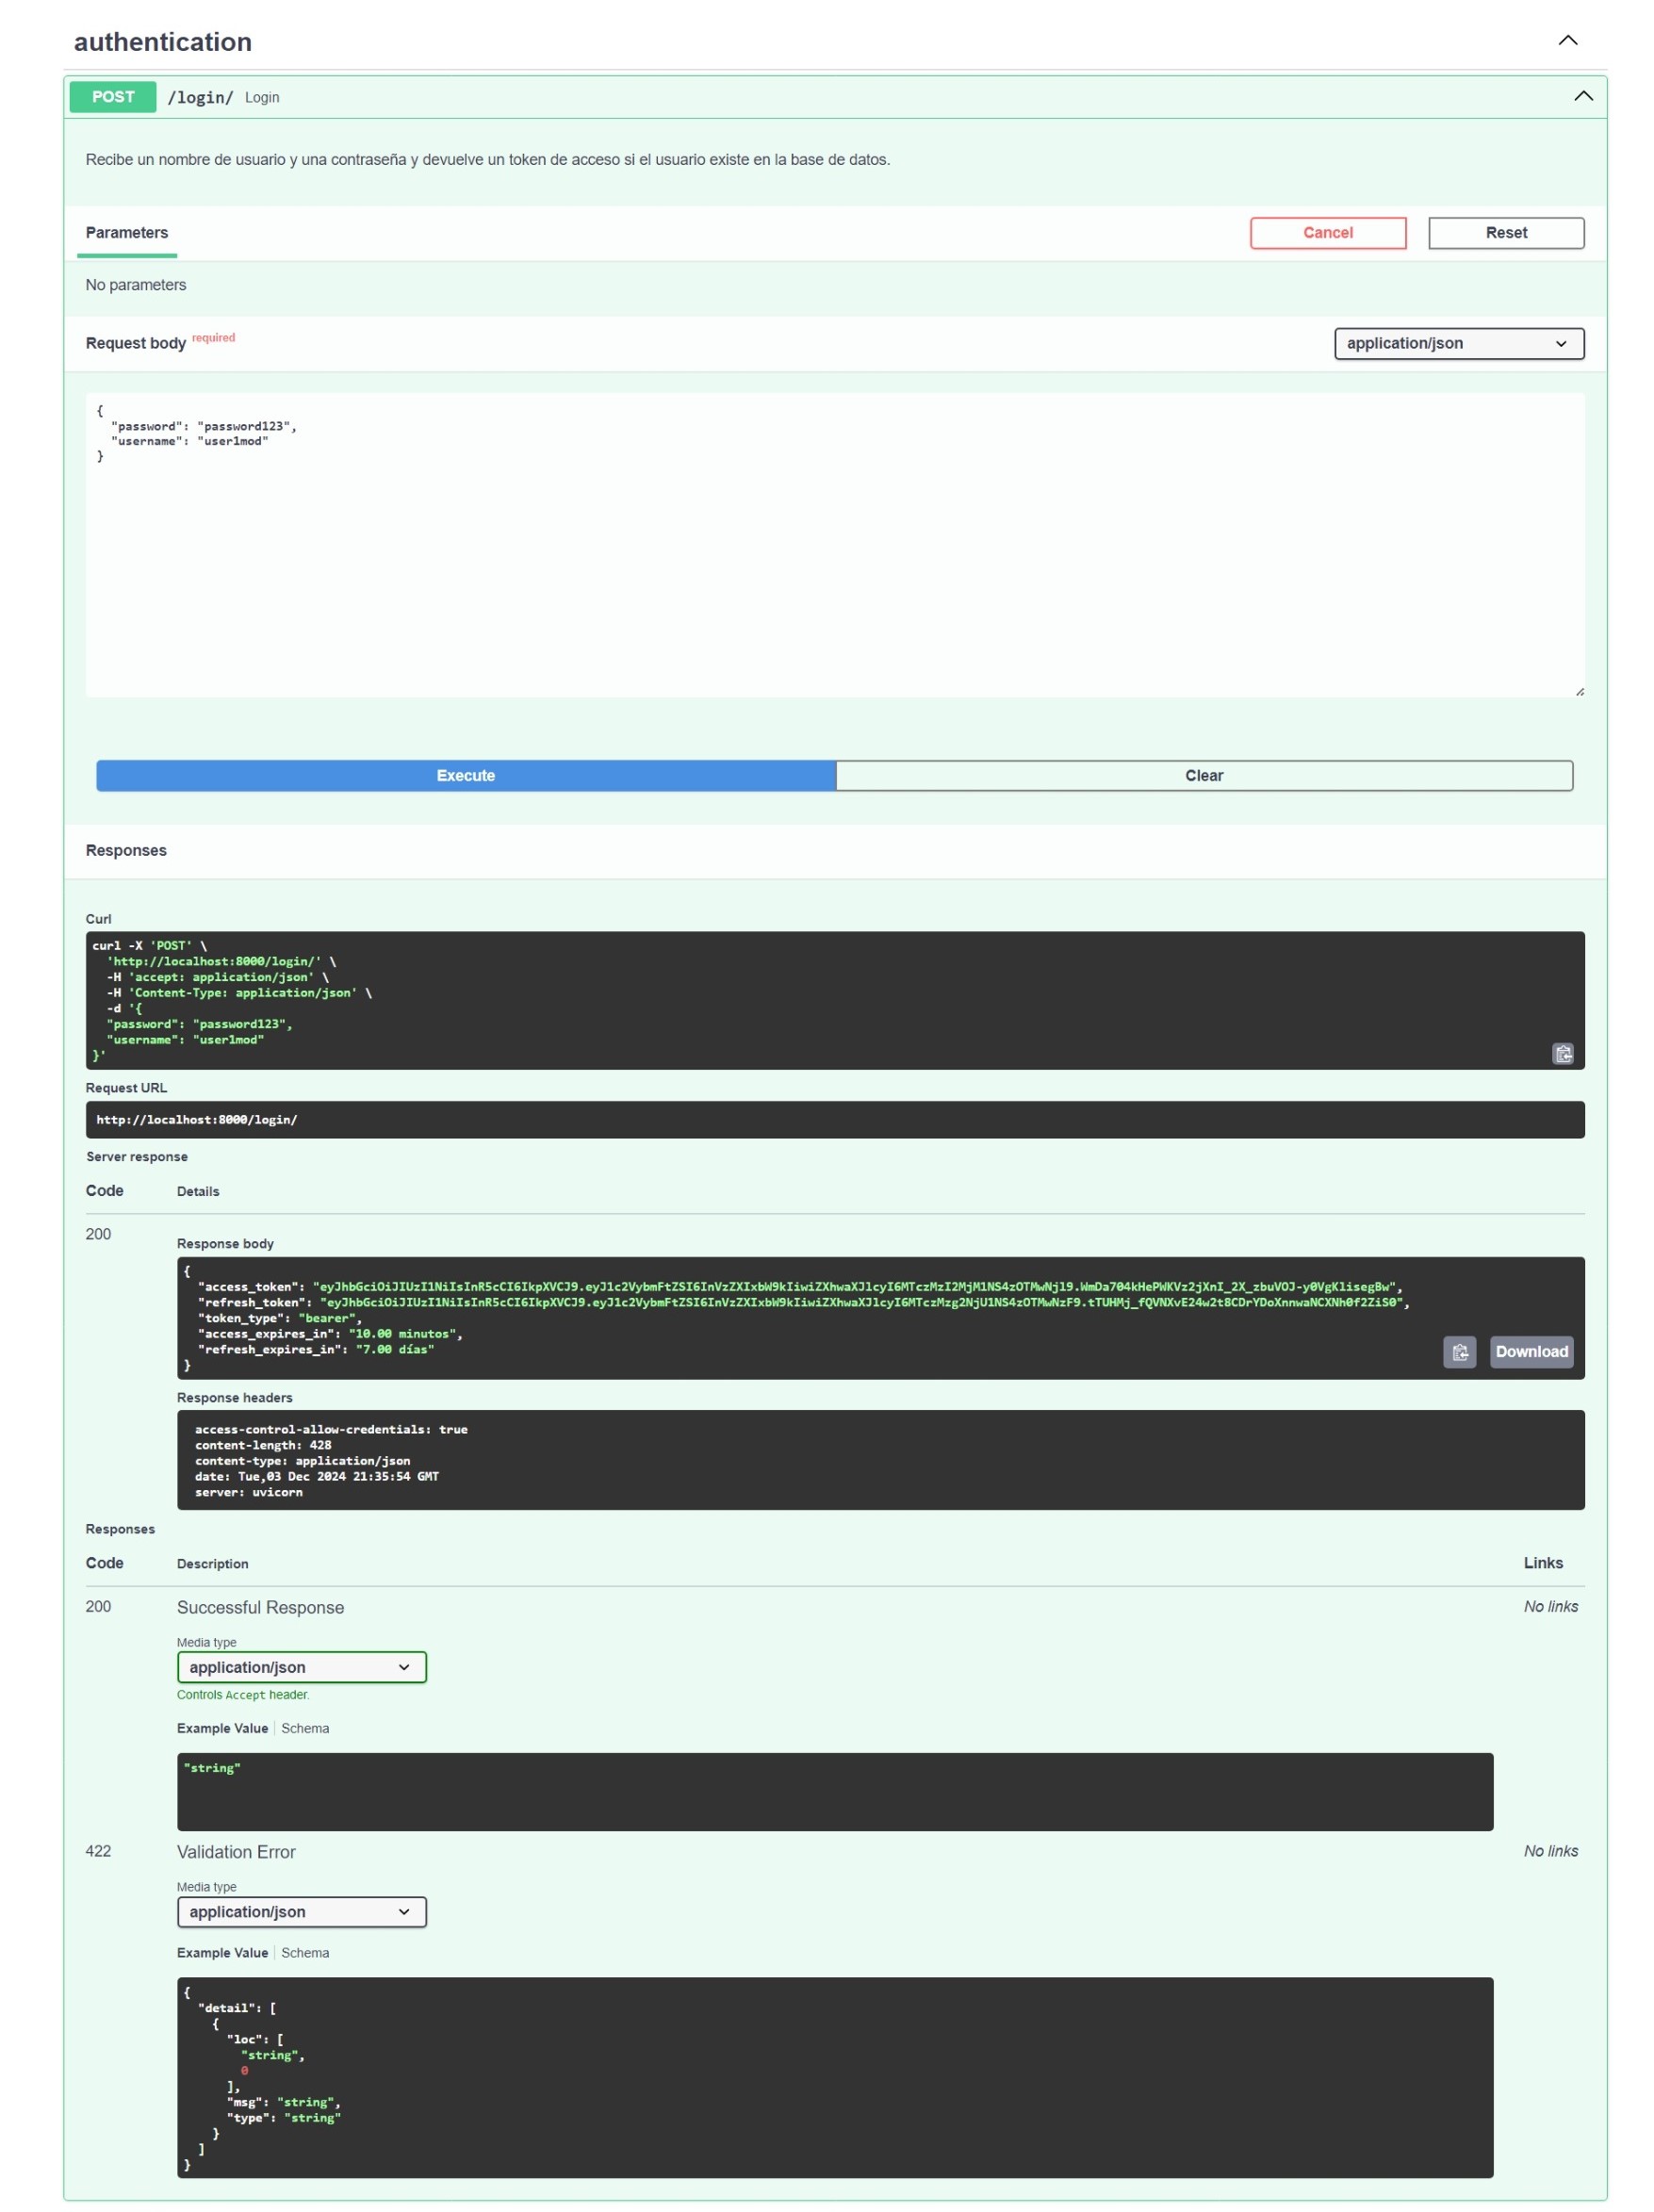 authentication
POST /login/ Login
Recibe un nombre de usuario y una contraseña y devuelve un token de acceso si el usuario existe en la base de datos.
Parameters
Cancel
Reset
No parameters
Request body required
application/json
{
  "password": "password123",
  "username": "user1mod"
}
Execute
Clear
Responses
Curl
curl -X 'POST' \
  'http://localhost:8000/login/' \
  -H 'accept: application/json' \
  -H 'Content-Type: application/json' \
  -d '{
  "password": "password123",
  "username": "user1mod"
}'
Request URL
http://localhost:8000/login/
Server response
Code Details
200
Response body
{
  "access_token": "eyJhbGciOiJIUzI1NiIsInR5cCI6IkpXVCJ9.eyJ1c2VybmFtZSI6InVzZXIxbW9kIiwiZXhwaXJlcyI6MTczMzI2MjM1NS4zOTMwNjl9.WmDa704kHePWKVz2jXnI_2X_zbuVOJ-y0VgKlisegBw",
  "refresh_token": "eyJhbGciOiJIUzI1NiIsInR5cCI6IkpXVCJ9.eyJ1c2VybmFtZSI6InVzZXIxbW9kIiwiZXhwaXJlcyI6MTczMzg2NjU1NS4zOTMwNzF9.tTUHMj_fQVNXvE24w2t8CDrYDoXnnwaNCXNh0f2ZiS0",
  "token_type": "bearer",
  "access_expires_in": "10.00 minutos",
  "refresh_expires_in": "7.00 días"
}
Download
Response headers
access-control-allow-credentials: true
content-length: 428
content-type: application/json
date: Tue,03 Dec 2024 21:35:54 GMT
server: uvicorn
Responses
Code Description Links
200 Successful Response No links
Media type
application/json
Controls Accept header.
Example Value Schema
"string"
422 Validation Error No links
Media type
application/json
Example Value Schema
{
  "detail": [
    {
      "loc": [
        "string",
        0
      ],
      "msg": "string",
      "type": "string"
    }
  ]
}